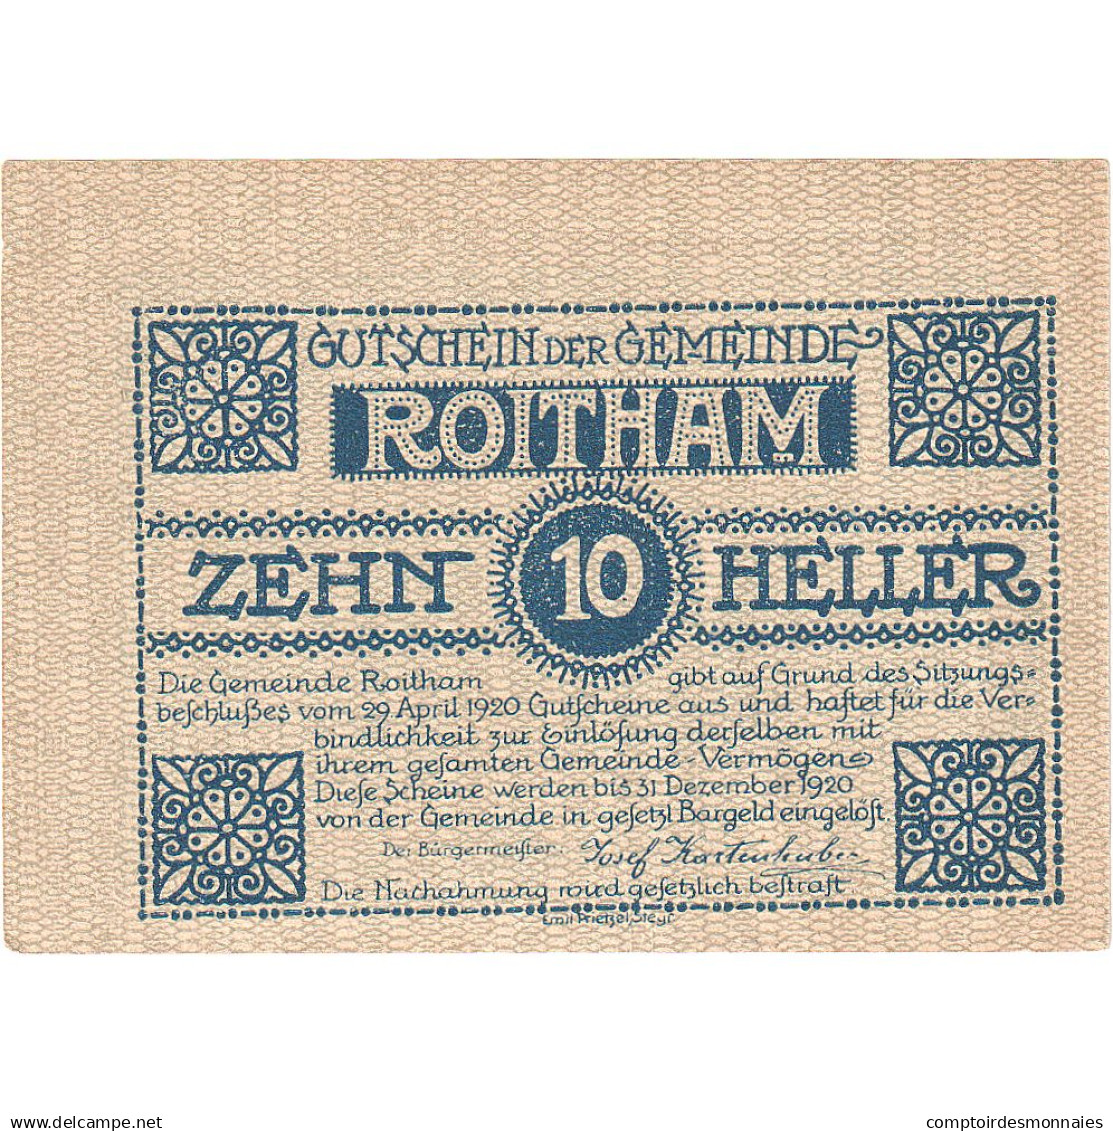 GUTSCHEIN DER GEMEINDE
ROITHAM
ZEHN 10 HELLER
Die Gemeinde Roitham gibt auf Grund des Sitzungs=
beſchlußes vom 29. April 1920 Gutſcheine aus und haftet für die Ver=
bindlichkeit zur Einlöſung derſelben mit
ihrem geſamten Gemeinde-Vermögen
Dieſe Scheine werden bis 31 Dezember 1920
von der Gemeinde in geſetzl Bargeld eingelöſt.
Der Bürgermeiſter: Josef Kartenhuber
Die Nachahmung wird geſetzlich beſtraft
Emil Prietzel, Steyr
www.delcampe.net
comptoirdesmonnaies